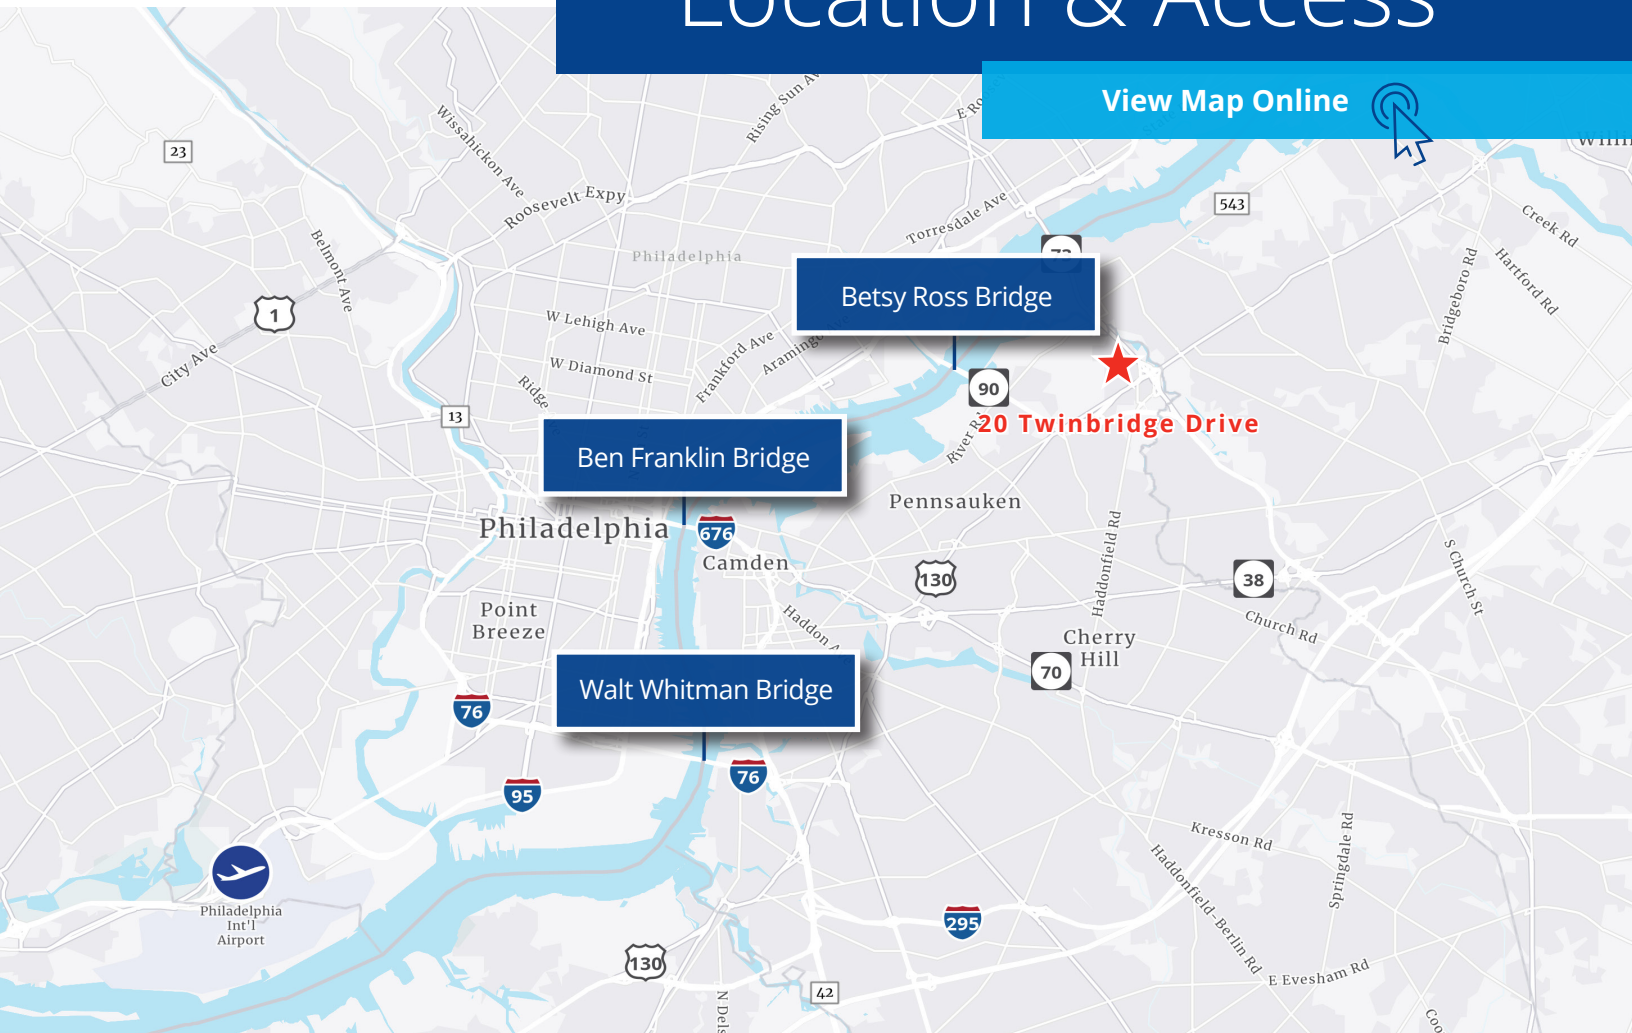 Location & Access
View Map Online
23
Wissahickon Ave
Rising Sun
Roosevelt Expy
Torresdale Ave
543
Creek Rd
Hartford Rd
Bridgeboro Rd
Belmont Ave
Philadelphia
73
Betsy Ross Bridge
1
City Ave
W Lehigh Ave
W Diamond St
Frankford Ave
Ridge
13
90
20 Twinbridge Drive
River
Ben Franklin Bridge
Pennsauken
Philadelphia
676
Camden
130
Haddonfield Rd
38
S Church St
Church Rd
Point
Breeze
Haddon
Cherry
Hill
70
Walt Whitman Bridge
76
76
95
Kresson Rd
Springdale Rd
Haddonfield-Berlin Rd
Philadelphia
Int'l
Airport
295
130
42
E Evesham Rd